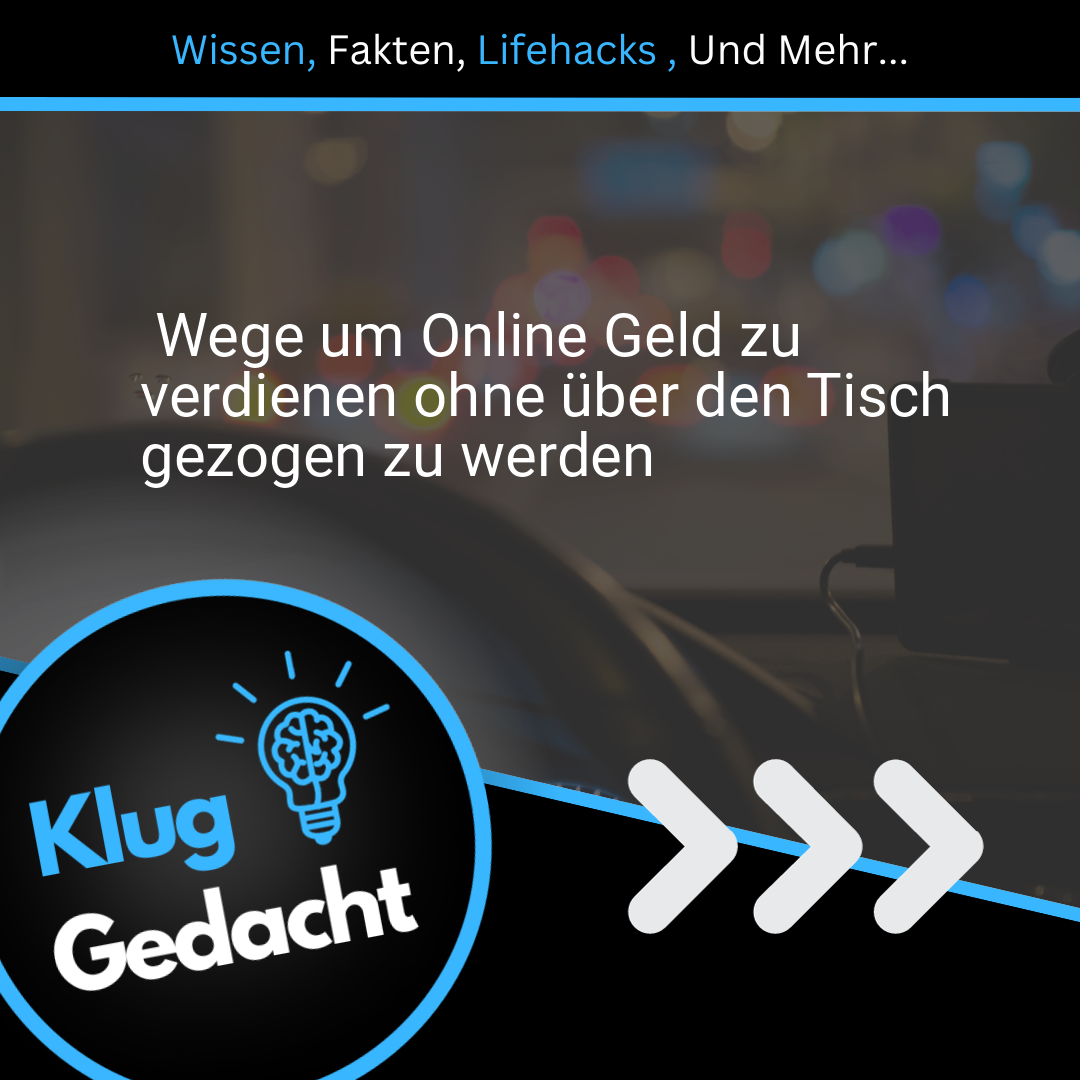 Wissen, Fakten, Lifehacks , Und Mehr...
Wege um Online Geld zu
verdienen ohne über den Tisch
gezogen zu werden
Klug
Gedacht